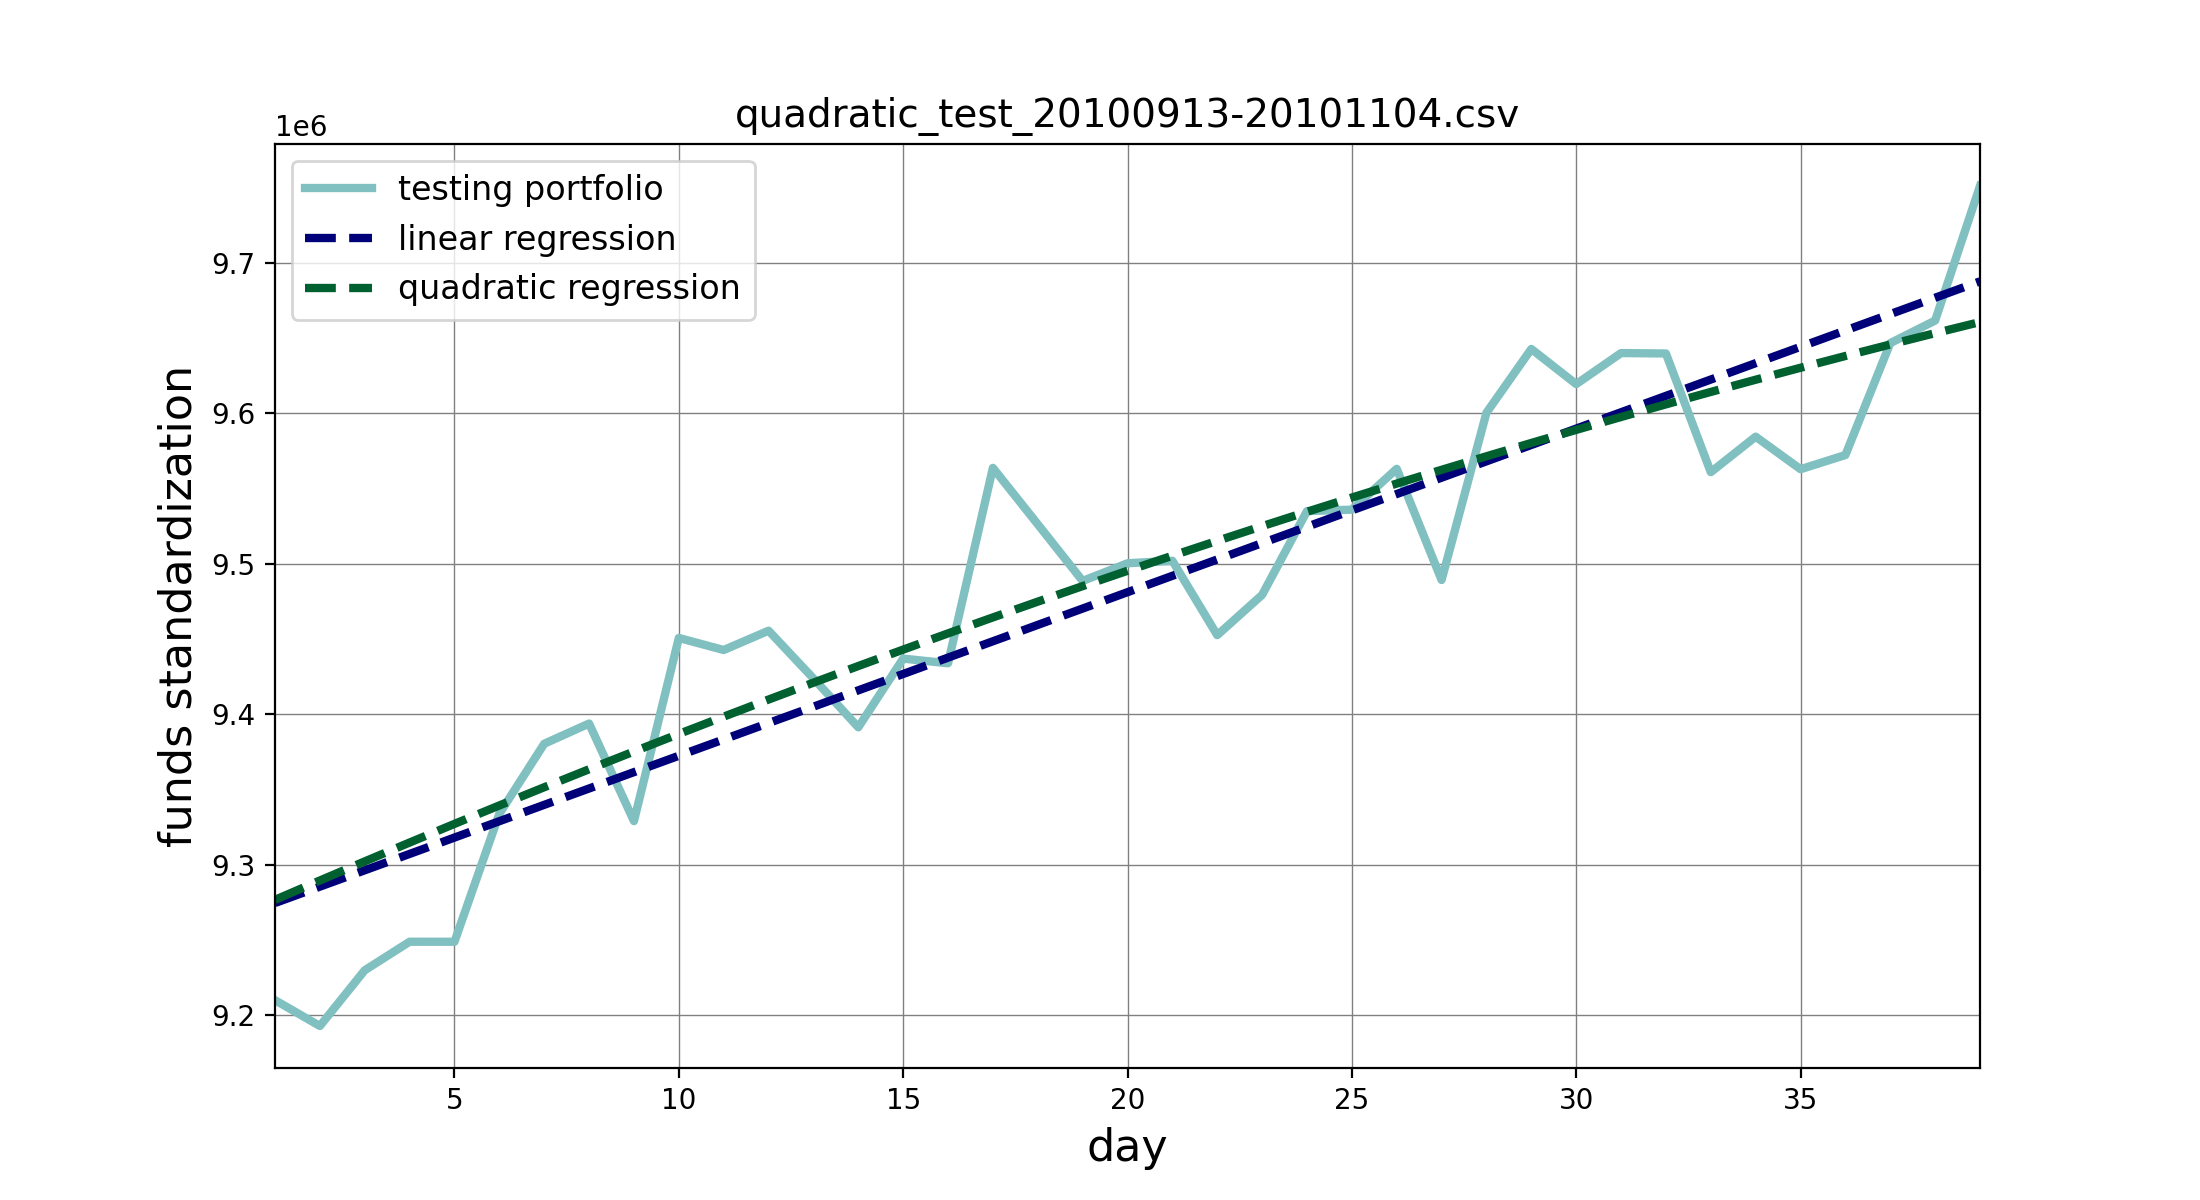 quadratic_test_20100913-20101104.csv
1e6
testing portfolio
linear regression
quadratic regression
9.7
9.6
9.5
9.4
9.3
9.2
funds standardization
5 10 15 20 25 30 35
day